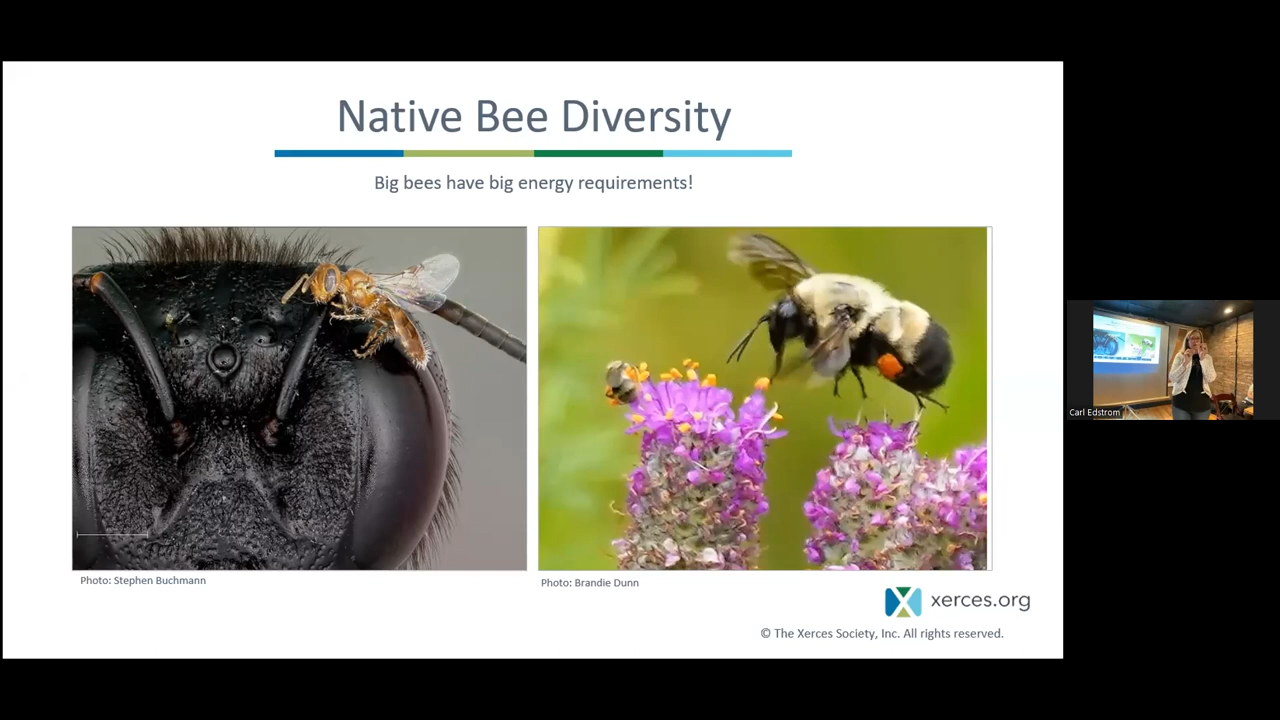 Native Bee Diversity
Big bees have big energy requirements!
Photo: Stephen Buchmann
Photo: Brandie Dunn
xerces.org
© The Xerces Society, Inc. All rights reserved.
Carl Edstrom